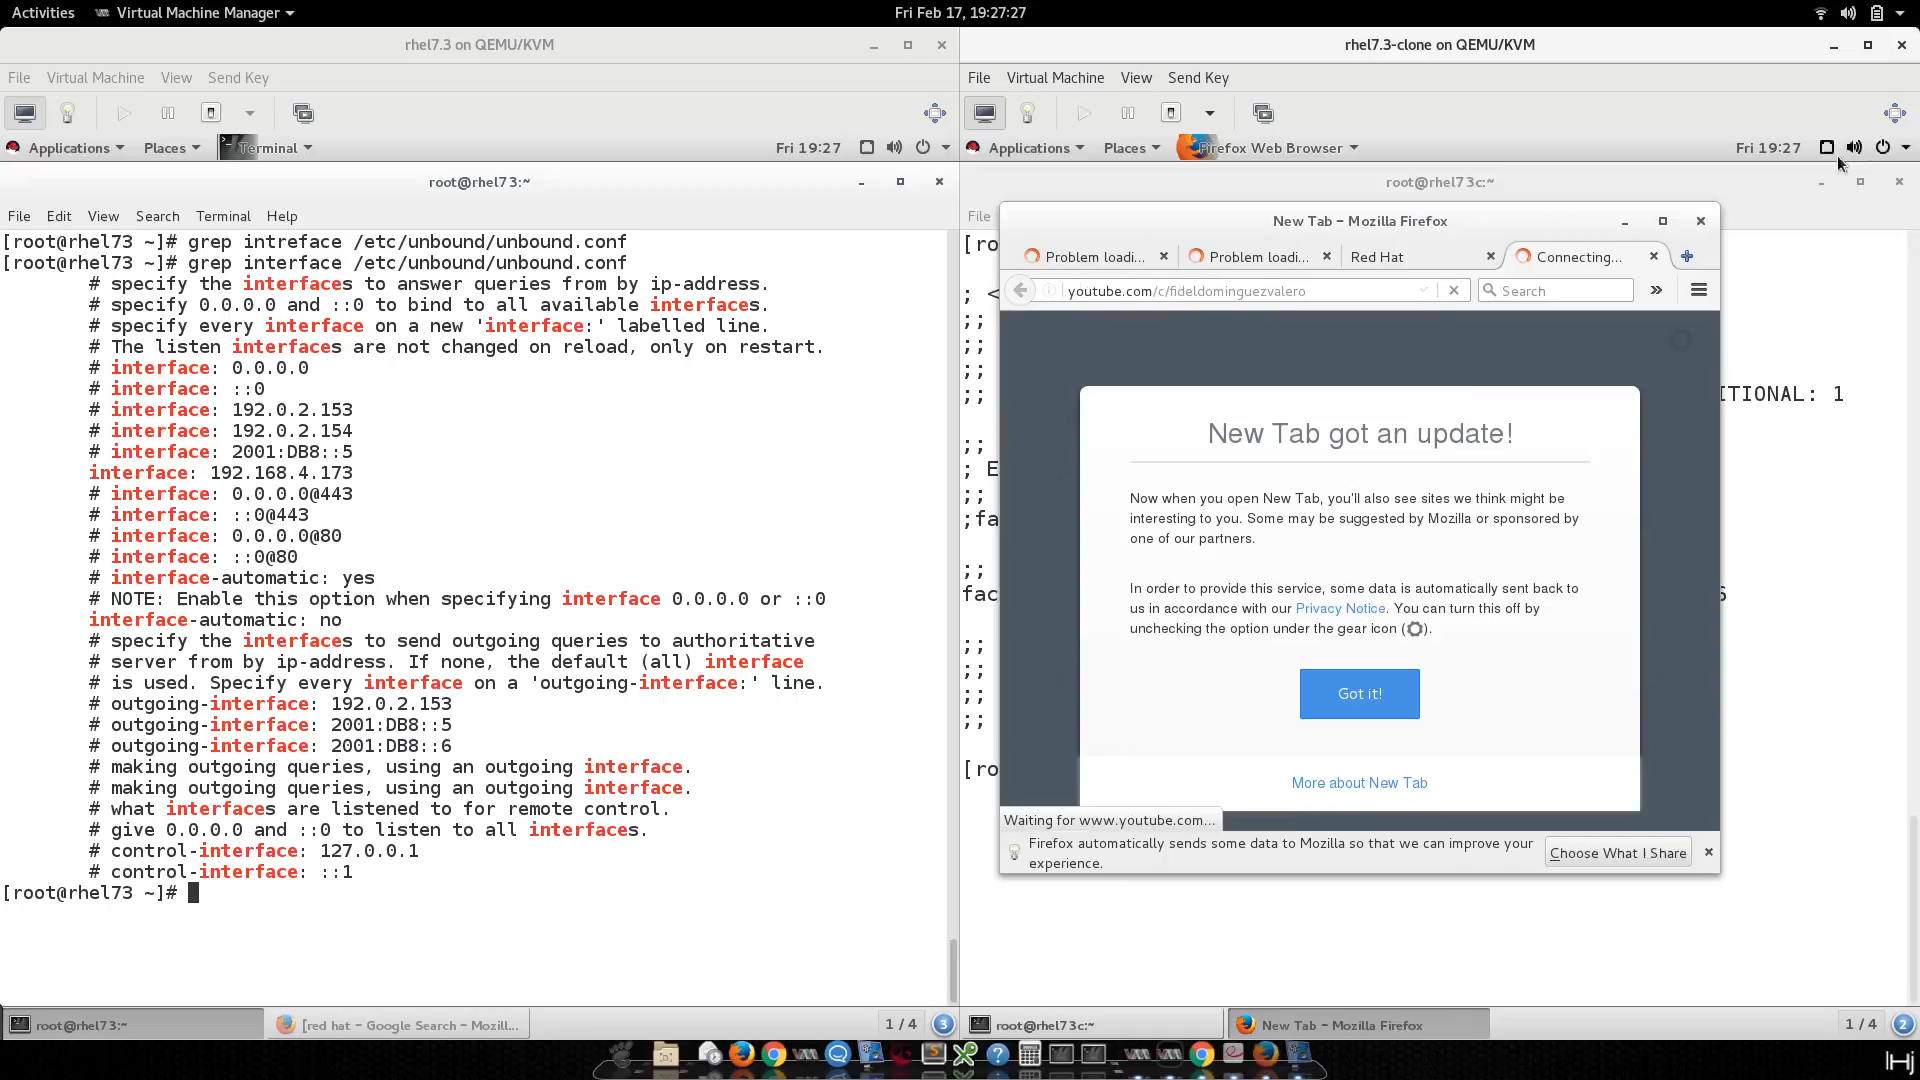 Activities Virtual Machine Manager Fri Feb 17, 19:27:27
rhel7.3 on QEMU/KVM
File Virtual Machine View Send Key
Applications Places Terminal Fri 19:27
root@rhel73:~
File Edit View Search Terminal Help
[root@rhel73 ~]# grep intreface /etc/unbound/unbound.conf
[root@rhel73 ~]# grep interface /etc/unbound/unbound.conf
# specify the interfaces to answer queries from by ip-address.
# specify 0.0.0.0 and ::0 to bind to all available interfaces.
# specify every interface on a new 'interface:' labelled line.
# The listen interfaces are not changed on reload, only on restart.
# interface: 0.0.0.0
# interface: ::0
# interface: 192.0.2.153
# interface: 192.0.2.154
# interface: 2001:DB8::5
interface: 192.168.4.173
# interface: 0.0.0.0@443
# interface: ::0@443
# interface: 0.0.0.0@80
# interface: ::0@80
# interface-automatic: yes
# NOTE: Enable this option when specifying interface 0.0.0.0 or ::0
interface-automatic: no
# specify the interfaces to send outgoing queries to authoritative
# server from by ip-address. If none, the default (all) interface
# is used. Specify every interface on a 'outgoing-interface:' line.
# outgoing-interface: 192.0.2.153
# outgoing-interface: 2001:DB8::5
# outgoing-interface: 2001:DB8::6
# making outgoing queries, using an outgoing interface.
# making outgoing queries, using an outgoing interface.
# what interfaces are listened to for remote control.
# give 0.0.0.0 and ::0 to listen to all interfaces.
# control-interface: 127.0.0.1
# control-interface: ::1
[root@rhel73 ~]#
root@rhel73:~ [red hat – Google Search – Mozill... 1 / 4 3
rhel7.3-clone on QEMU/KVM
File Virtual Machine View Send Key
Applications Places Firefox Web Browser Fri 19:27
root@rhel73c:~
File
[ro
; <
;;
;;
;;
;; ITIONAL: 1
;;
; E
;;
;fa
;;
fac 6
;;
;;
;;
;;
[ro
New Tab – Mozilla Firefox
Problem loadi... Problem loadi... Red Hat Connecting...
youtube.com/c/fideldominguezvalero Search
New Tab got an update!
Now when you open New Tab, you'll also see sites we think might be
interesting to you. Some may be suggested by Mozilla or sponsored by
one of our partners.
In order to provide this service, some data is automatically sent back to
us in accordance with our Privacy Notice. You can turn this off by
unchecking the option under the gear icon ( ).
Got it!
More about New Tab
Waiting for www.youtube.com...
Firefox automatically sends some data to Mozilla so that we can improve your
experience.
Choose What I Share
root@rhel73c:~ New Tab – Mozilla Firefox 1 / 4 2